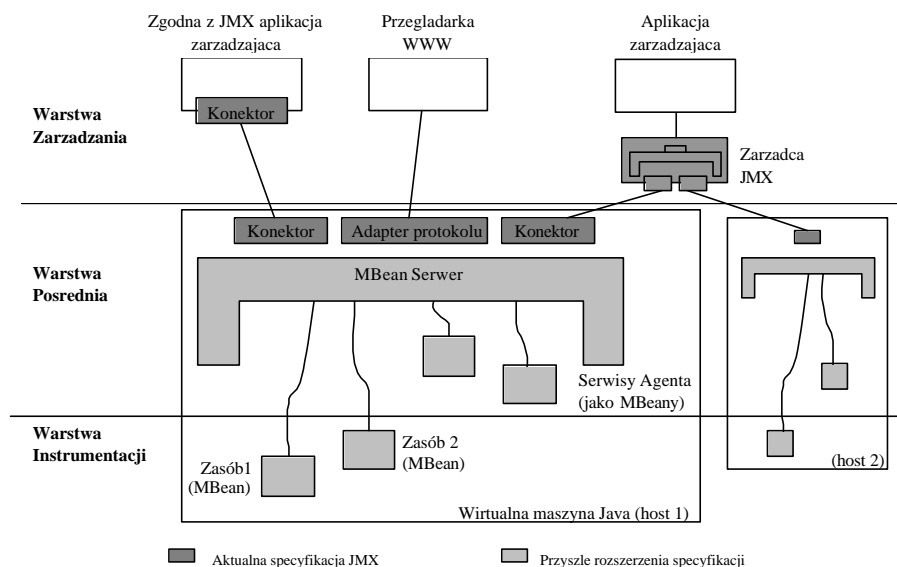 Zgodna z JMX aplikacja
zarzadzajaca
Przegladarka
WWW
Aplikacja
zarzadzajaca
Warstwa
Zarzadzania
Konektor
Zarzadca
JMX
Konektor
Adapter protokolu
Konektor
MBean Serwer
Warstwa
Posrednia
Serwisy Agenta
(jako MBeany)
Warstwa
Instrumentacji
Zasób 2
(MBean)
Zasób1
(MBean)
(host 2)
Wirtualna maszyna Java (host 1)
Aktualna specyfikacja JMX
Przyszle rozszerzenia specyfikacji